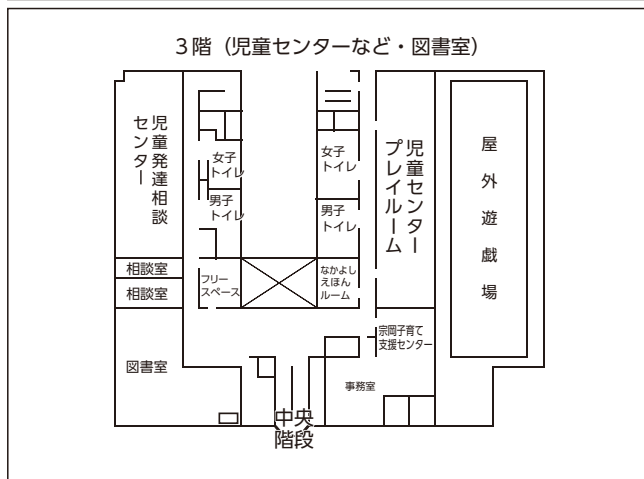 3階（児童センターなど・図書室）
児童発達相談
センター
女子
トイレ
男子
トイレ
女子
トイレ
男子
トイレ
児童センター
プレイルーム
屋外遊戯場
相談室
相談室
フリー
スペース
なかよし
えほん
ルーム
宗岡子育て
支援センター
図書室
事務室
中央
階段